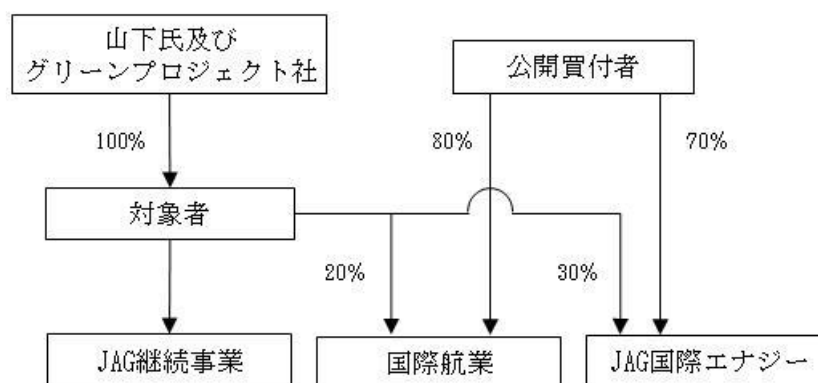 山下氏及び
グリーンプロジェクト社
公開買付者
100%
80%
70%
対象者
20%
30%
JAG継続事業
国際航業
JAG国際エナジー